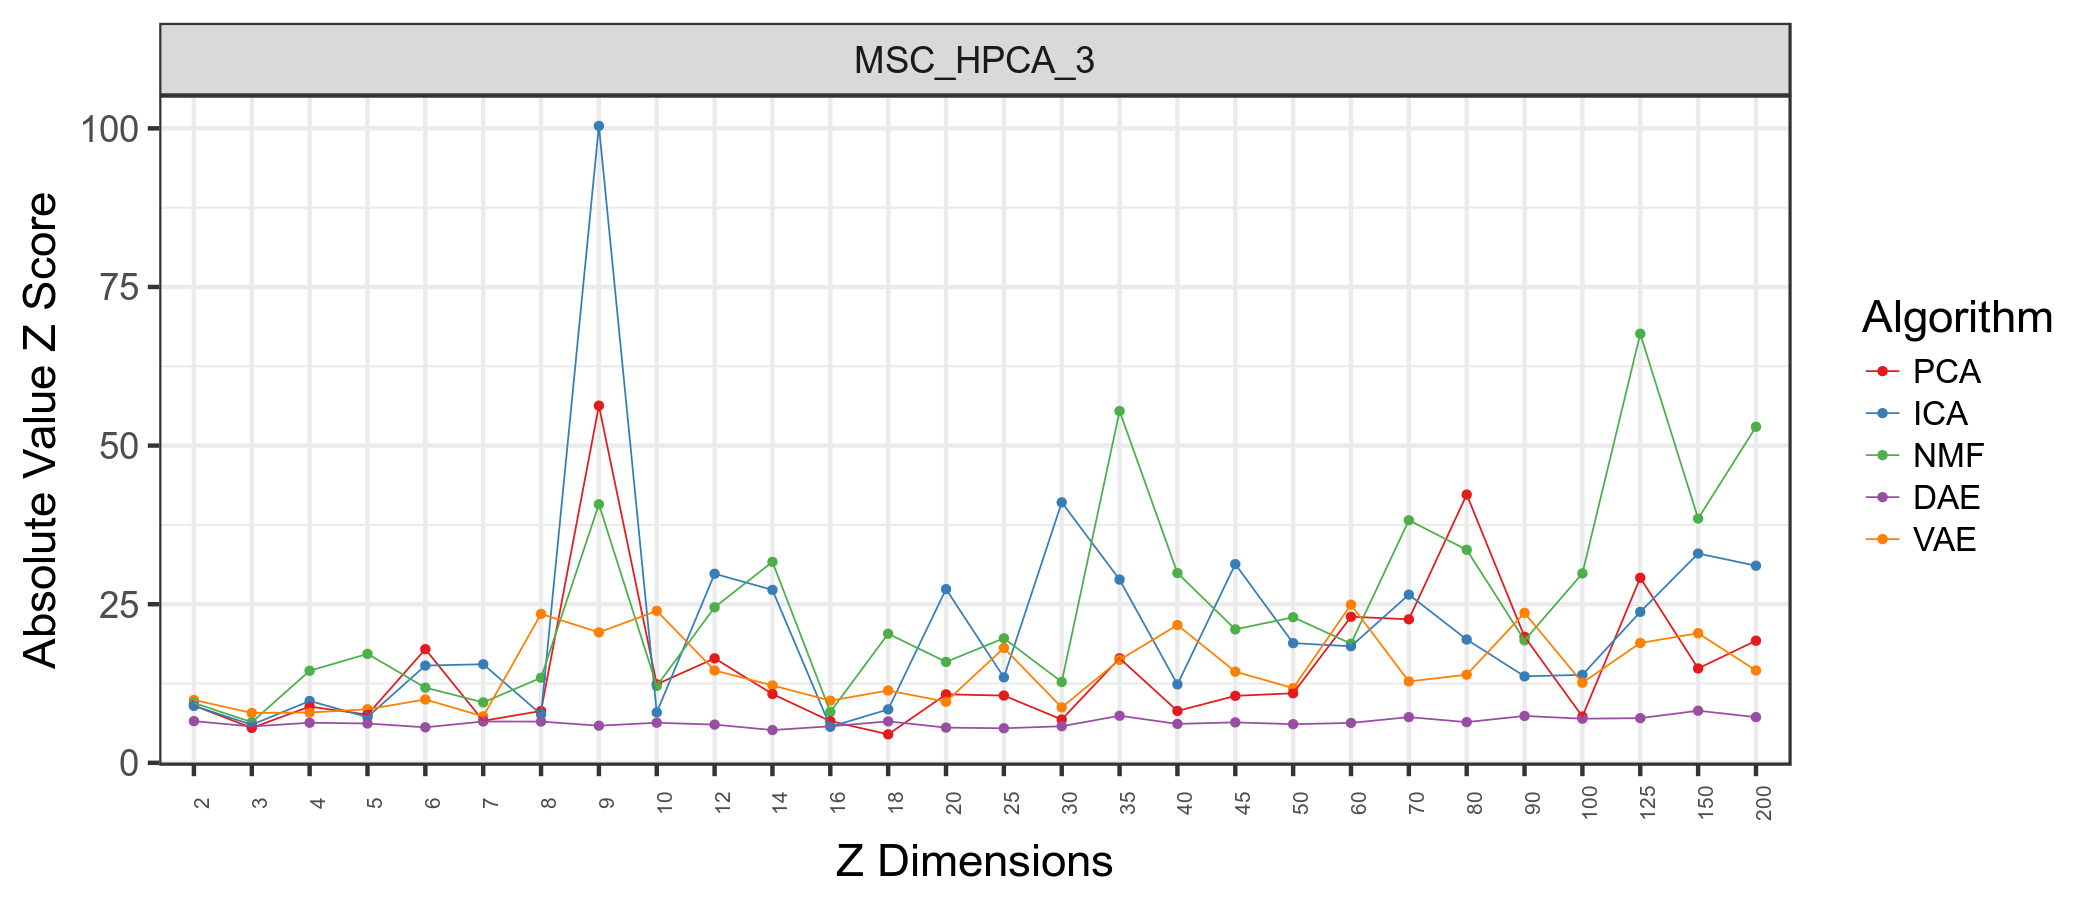 MSC_HPCA_3
Absolute Value Z Score
100
75
50
25
0
2 3 4 5 6 7 8 9 10 12 14 16 18 20 25 30 35 40 45 50 60 70 80 90 100 125 150 200
Z Dimensions
Algorithm
PCA
ICA
NMF
DAE
VAE